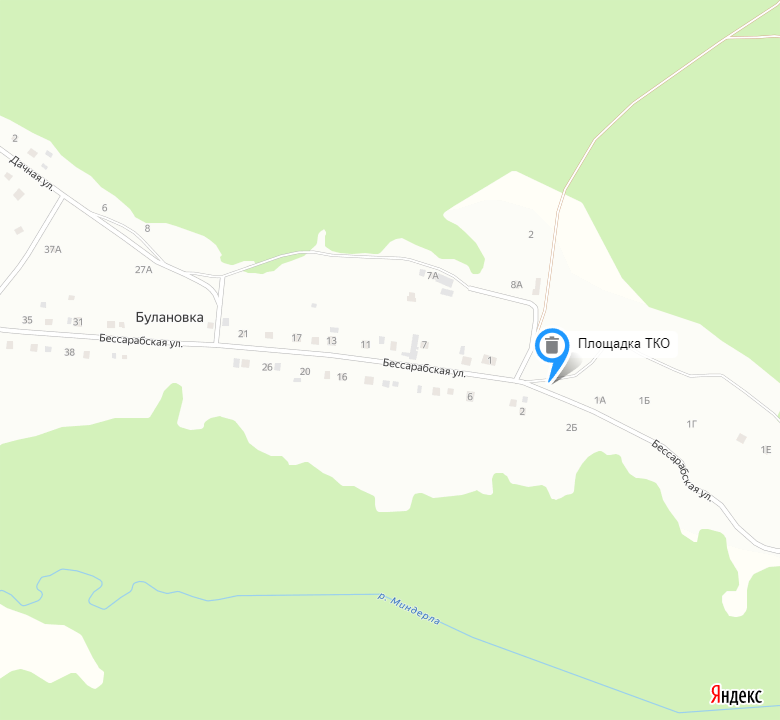 2
Дачная ул.
6
8
2
37А
27А
7А
8А
Булановка
35
31
21
17
13
11
7
1
Площадка ТКО
Бессарабская ул.
38
26
20
16
Бессарабская ул.
6
2
1А
1Б
2Б
1Г
1Е
Бессарабская ул.
р. Миндерла
Яндекс